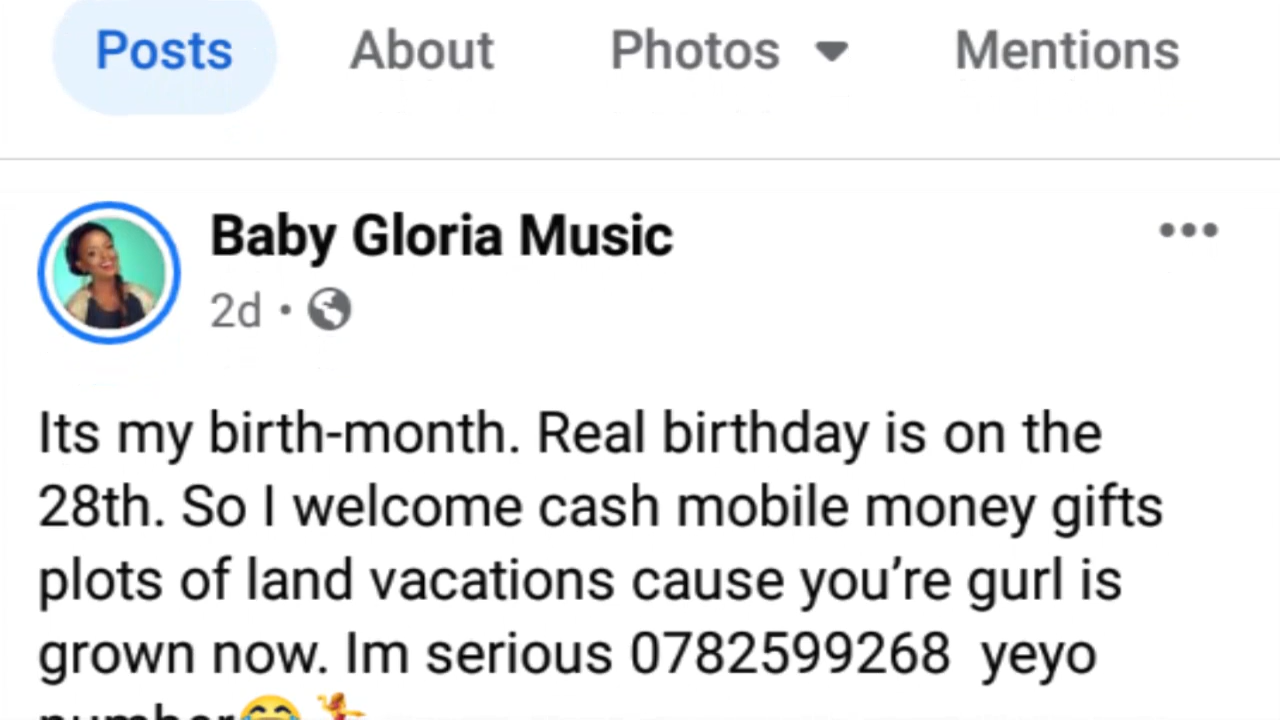 Posts About Photos Mentions
Baby Gloria Music
2d •
Its my birth-month. Real birthday is on the
28th. So I welcome cash mobile money gifts
plots of land vacations cause you’re gurl is
grown now. Im serious 0782599268 yeyo
number😂💃